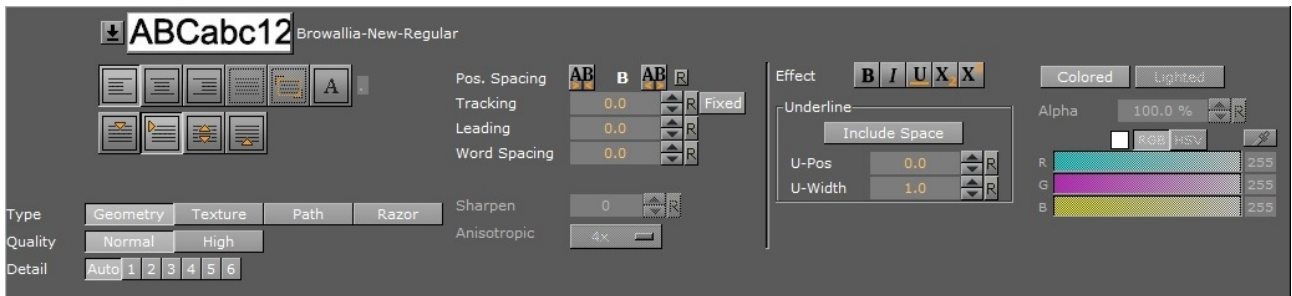 ABCabc12 Browallia-New-Regular
A
Pos. Spacing AB B AB R
Tracking 0.0 R Fixed
Leading 0.0 R
Word Spacing 0.0 R
Sharpen 0 R
Anisotropic 4x
Type Geometry Texture Path Razor
Quality Normal High
Detail Auto 1 2 3 4 5 6
Effect B I U X2 X
Underline
Include Space
U-Pos 0.0 R
U-Width 1.0 R
Colored Lighted
Alpha 100.0 % R
RGB HSV
R 255
G 255
B 255